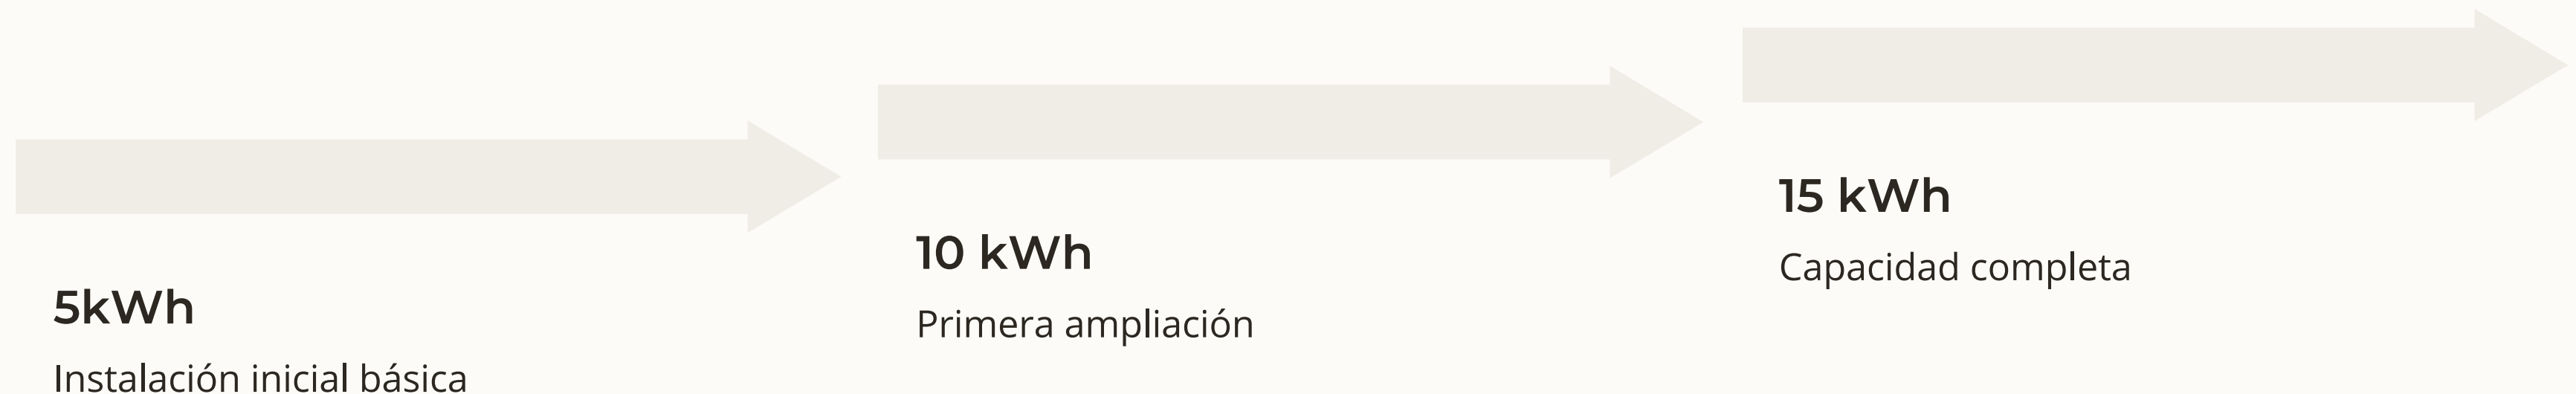 5kWh
Instalación inicial básica
10 kWh
Primera ampliación
15 kWh
Capacidad completa